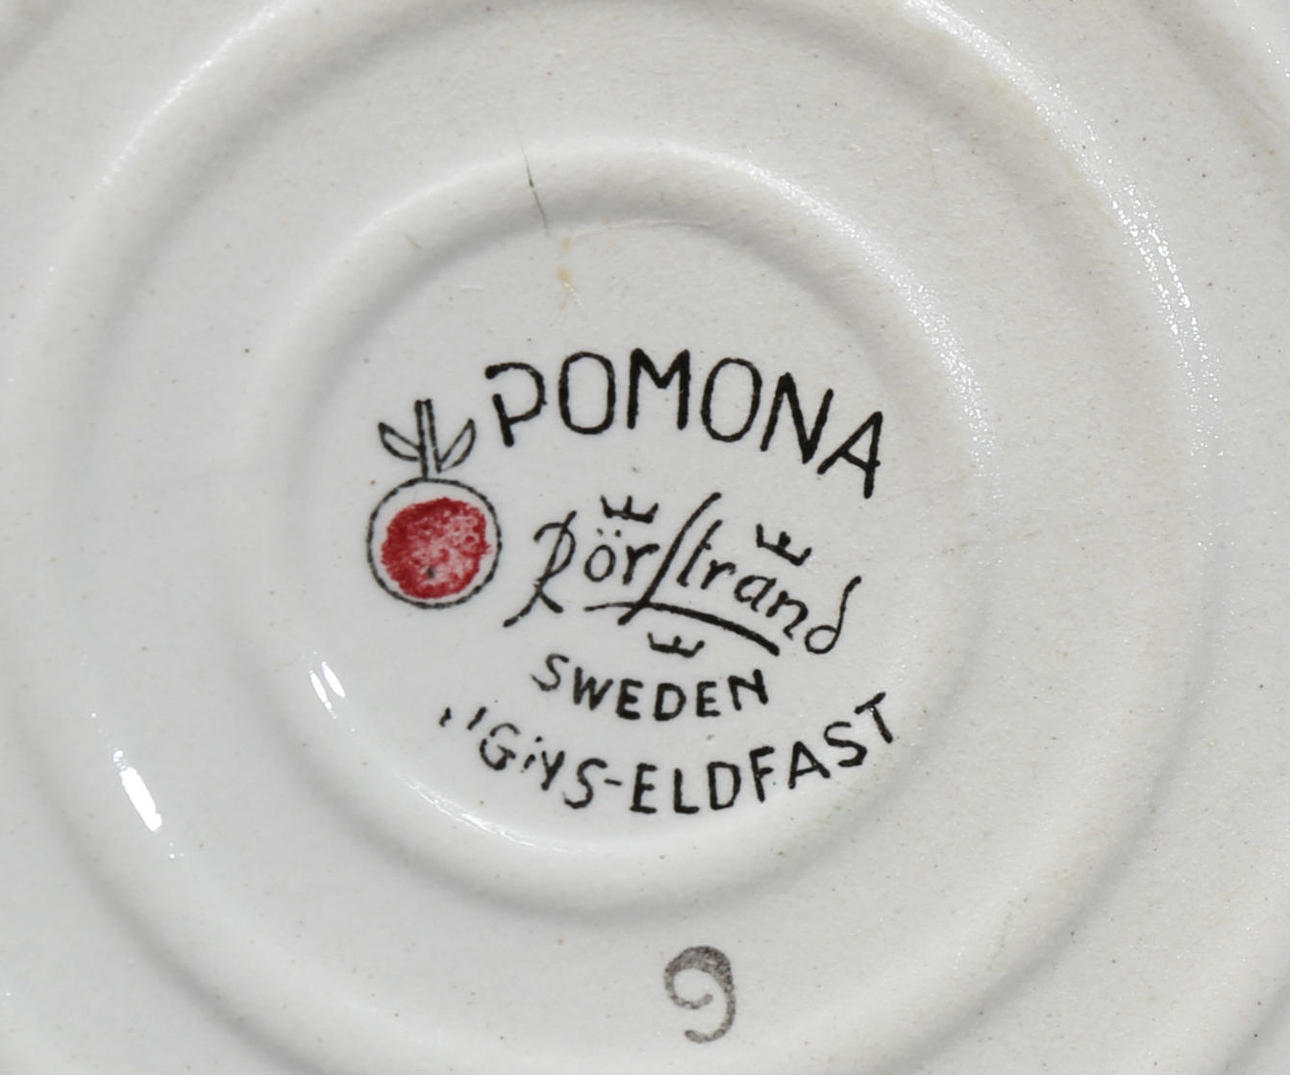 POMONA
Rörstrand
SWEDEN
UGNS-ELDFAST
9